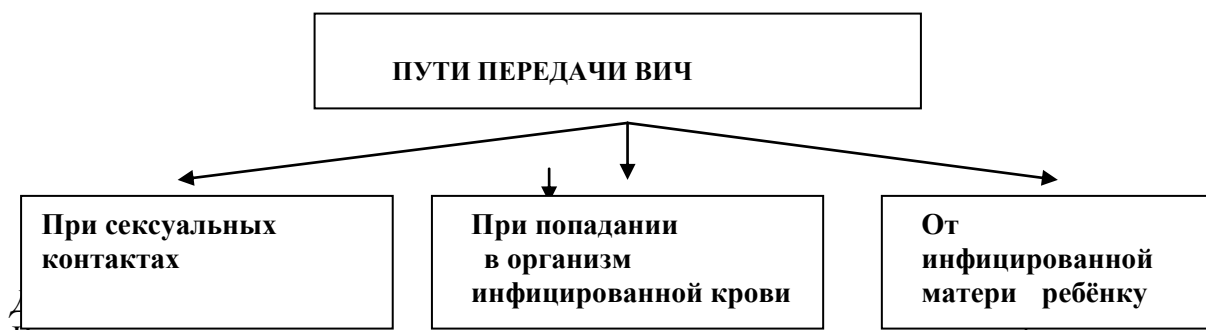 ПУТИ ПЕРЕДАЧИ ВИЧ
При сексуальных
контактах
При попадании
в организм
инфицированной крови
От
инфицированной
матери ребёнку